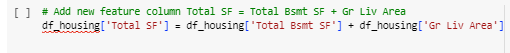 [ ] # Add new feature column Total SF = Total Bsmt SF + Gr Liv Area
df_housing['Total SF'] = df_housing['Total Bsmt SF'] + df_housing['Gr Liv Area']